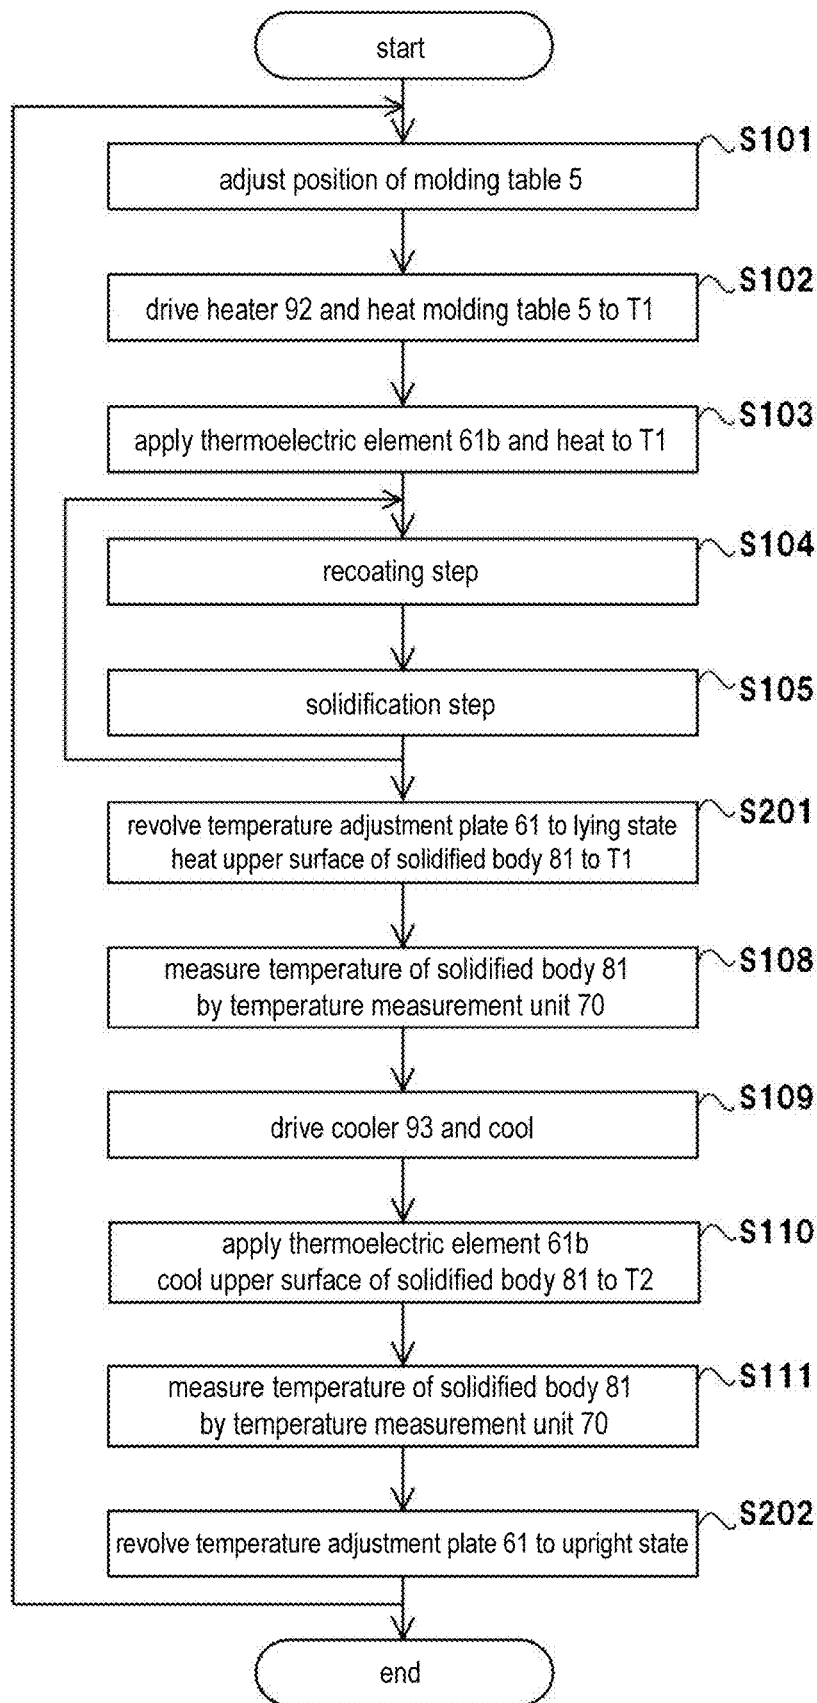 start
S101
adjust position of molding table 5
S102
drive heater 92 and heat molding table 5 to T1
S103
apply thermoelectric element 61b and heat to T1
S104
recoating step
S105
solidification step
S201
revolve temperature adjustment plate 61 to lying state
heat upper surface of solidified body 81 to T1
S108
measure temperature of solidified body 81
by temperature measurement unit 70
S109
drive cooler 93 and cool
S110
apply thermoelectric element 61b
cool upper surface of solidified body 81 to T2
S111
measure temperature of solidified body 81
by temperature measurement unit 70
S202
revolve temperature adjustment plate 61 to upright state
end